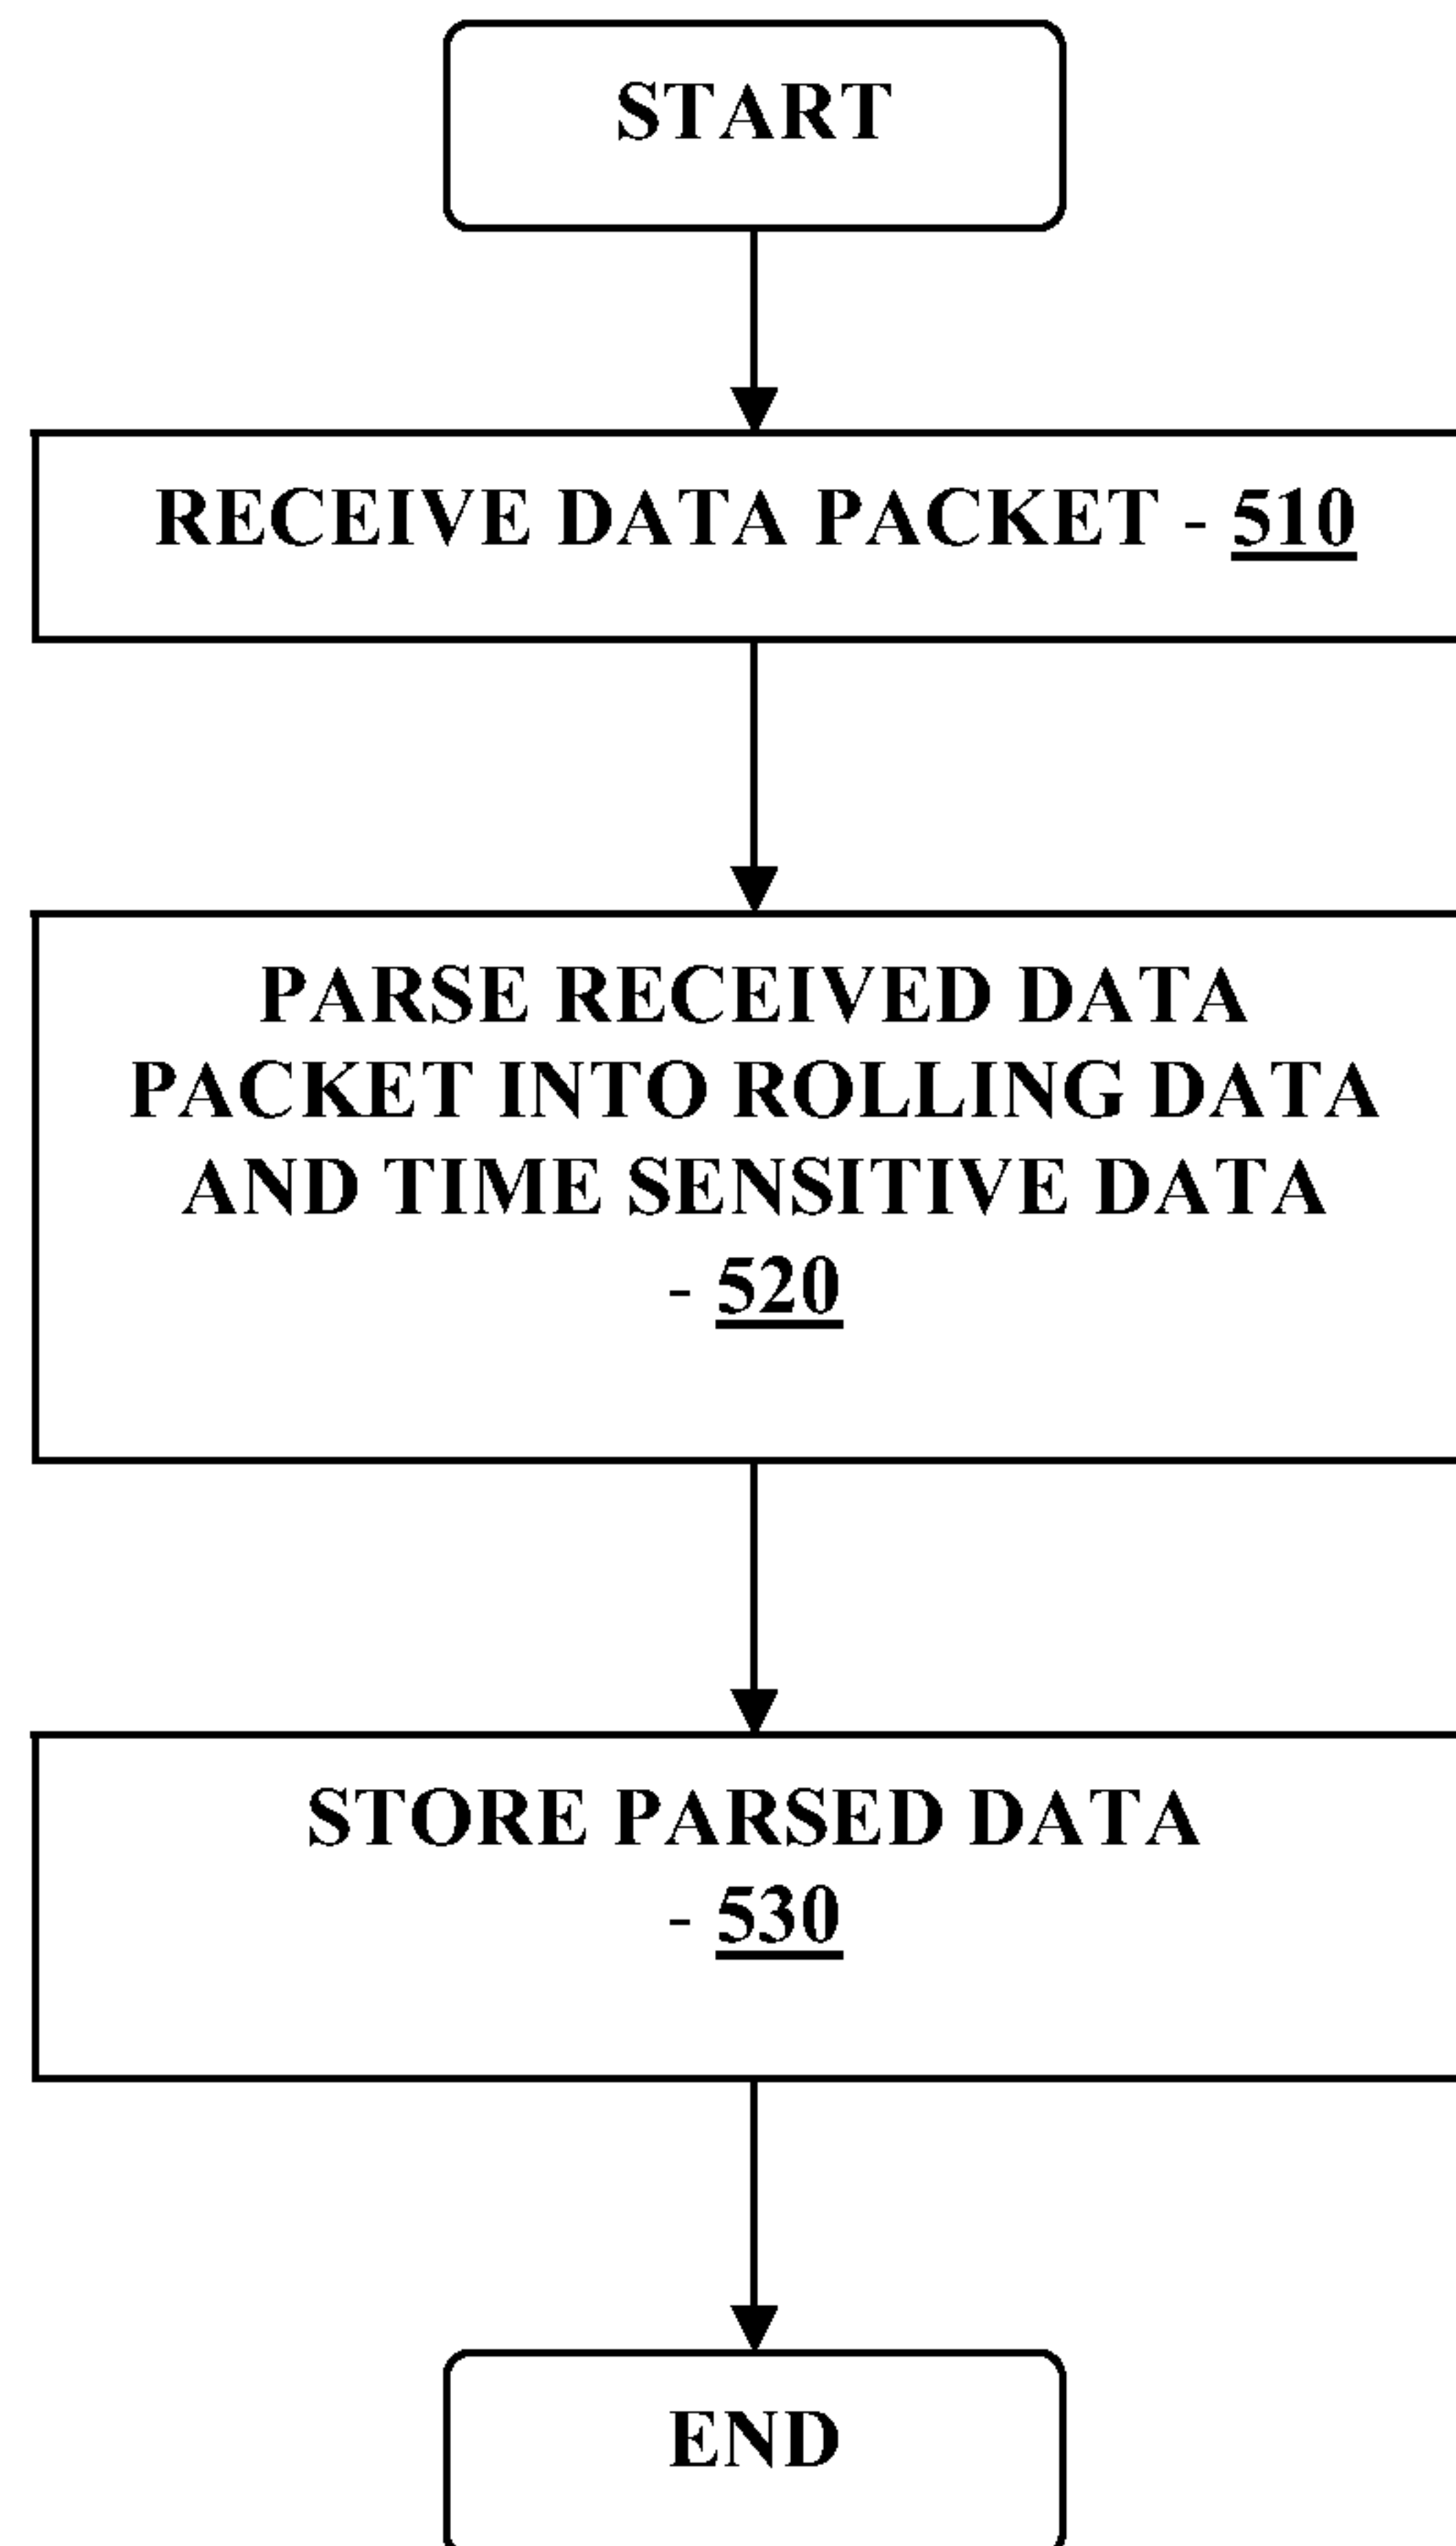 START
RECEIVE DATA PACKET - 510
PARSE RECEIVED DATA
PACKET INTO ROLLING DATA
AND TIME SENSITIVE DATA
- 520
STORE PARSED DATA
- 530
END